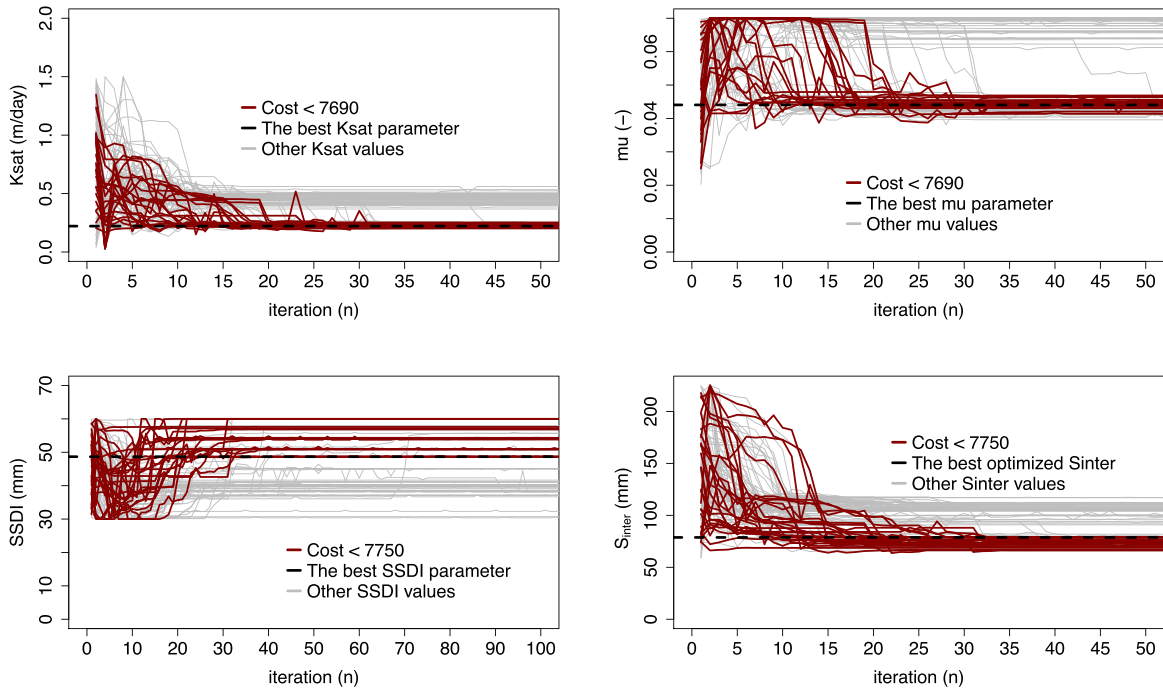 2.0
1.5
1.0
0.5
0.0
Ksat (m/day)
Cost < 7690
The best Ksat parameter
Other Ksat values
0 5 10 15 20 25 30 35 40 45 50
iteration (n)
0.06
0.04
0.02
0.00
mu (−)
Cost < 7690
The best mu parameter
Other mu values
0 5 10 15 20 25 30 35 40 45 50
iteration (n)
70
50
30
10
0
SSDI (mm)
Cost < 7750
The best SSDI parameter
Other SSDI values
0 10 20 30 40 50 60 70 80 90 100
iteration (n)
200
150
100
50
0
Sinter (mm)
Cost < 7750
The best optimized Sinter
Other Sinter values
0 5 10 15 20 25 30 35 40 45 50
iteration (n)